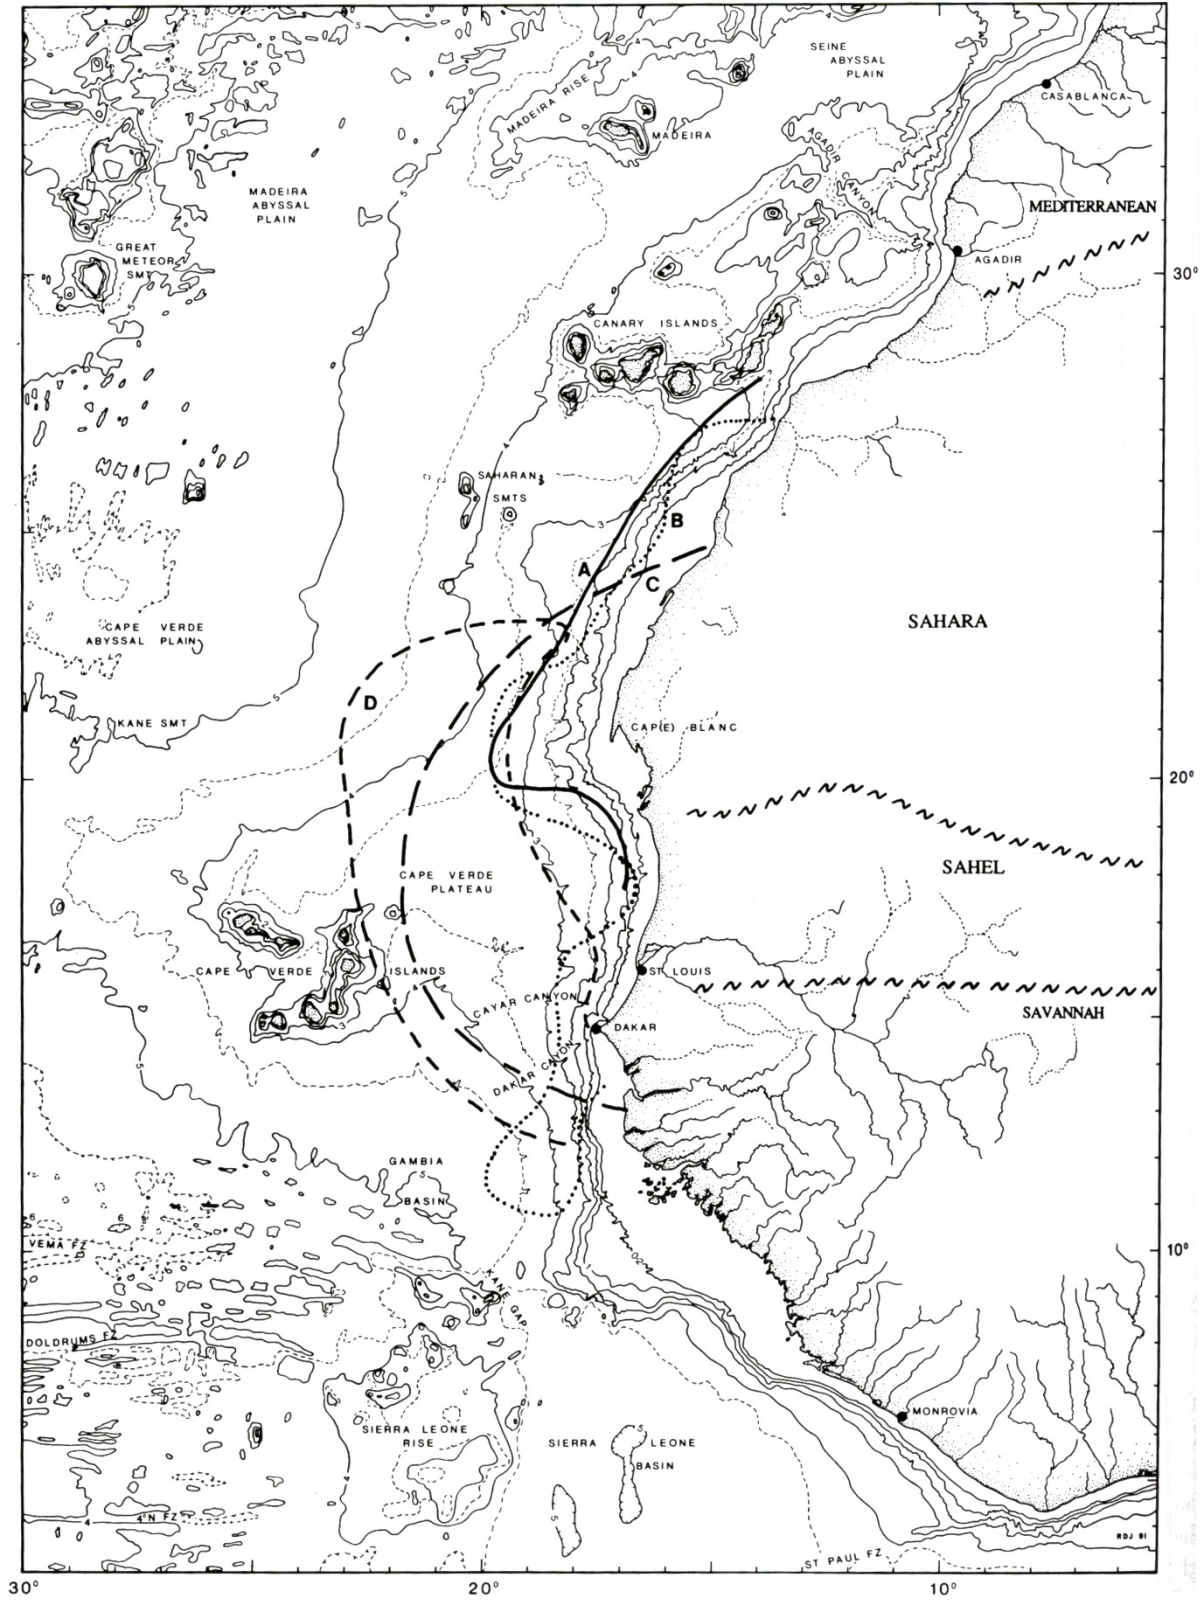 SEINE
ABYSSAL
PLAIN
CASABLANCA
MADEIRA RISE
MADEIRA
AGADIR CANYON
MADEIRA
ABYSSAL
PLAIN
MEDITERRANEAN
GREAT
METEOR
SMT
AGADIR
30°
CANARY ISLANDS
SAHARAN
SMTS
3
B
A
C
CAPE VERDE
ABYSSAL PLAIN
SAHARA
D
KANE SMT
CAP(E) BLANC
20°
SAHEL
CAPE VERDE
PLATEAU
CAPE VERDE ISLANDS
ST LOUIS
CAYAR CANYON
SAVANNAH
DAKAR
DAKAR CAYON
GAMBIA
BASIN
VEMA FZ
10°
KANE GAP
DOLDRUMS FZ
MONROVIA
SIERRA LEONE
RISE
SIERRA LEONE
BASIN
4°N FZ
RDJ 91
ST PAUL FZ
30° 20° 10°